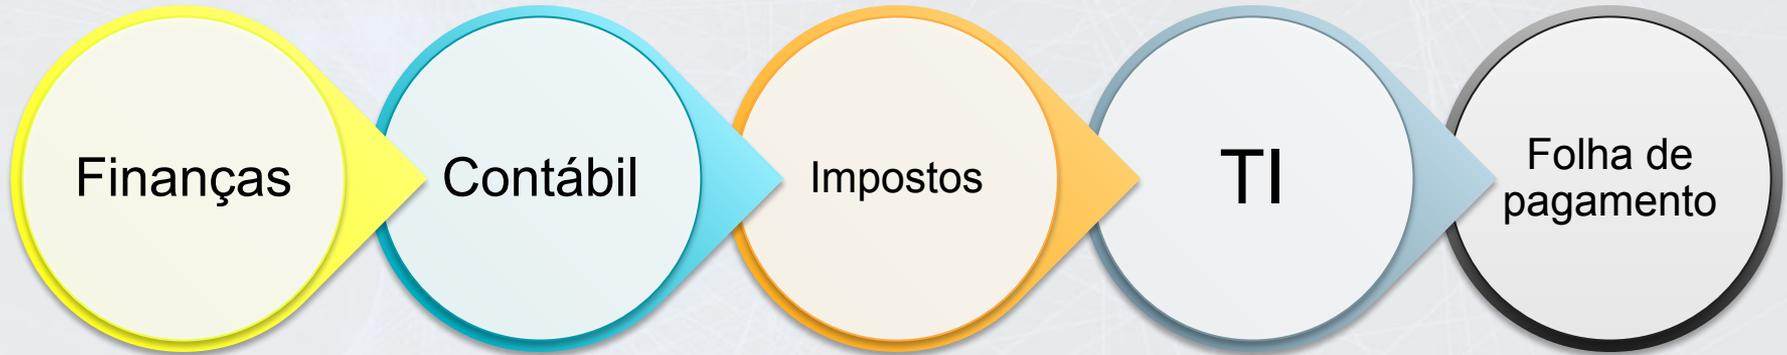 Finanças
Contábil
Impostos
TI
Folha de
pagamento